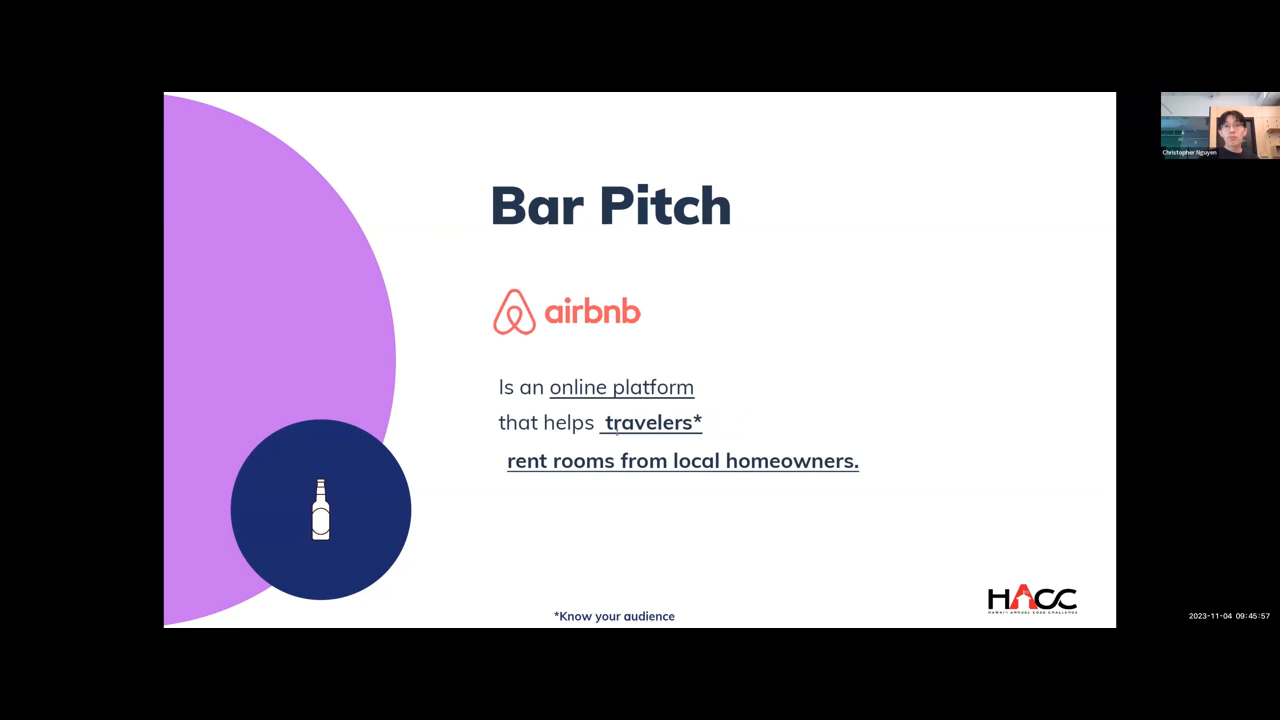 Bar Pitch
airbnb
Is an online platform
that helps travelers*
rent rooms from local homeowners.
*Know your audience
HACC
HAWAII ANNUAL CODE CHALLENGE
Christopher Nguyen
2023-11-04 09:45:57